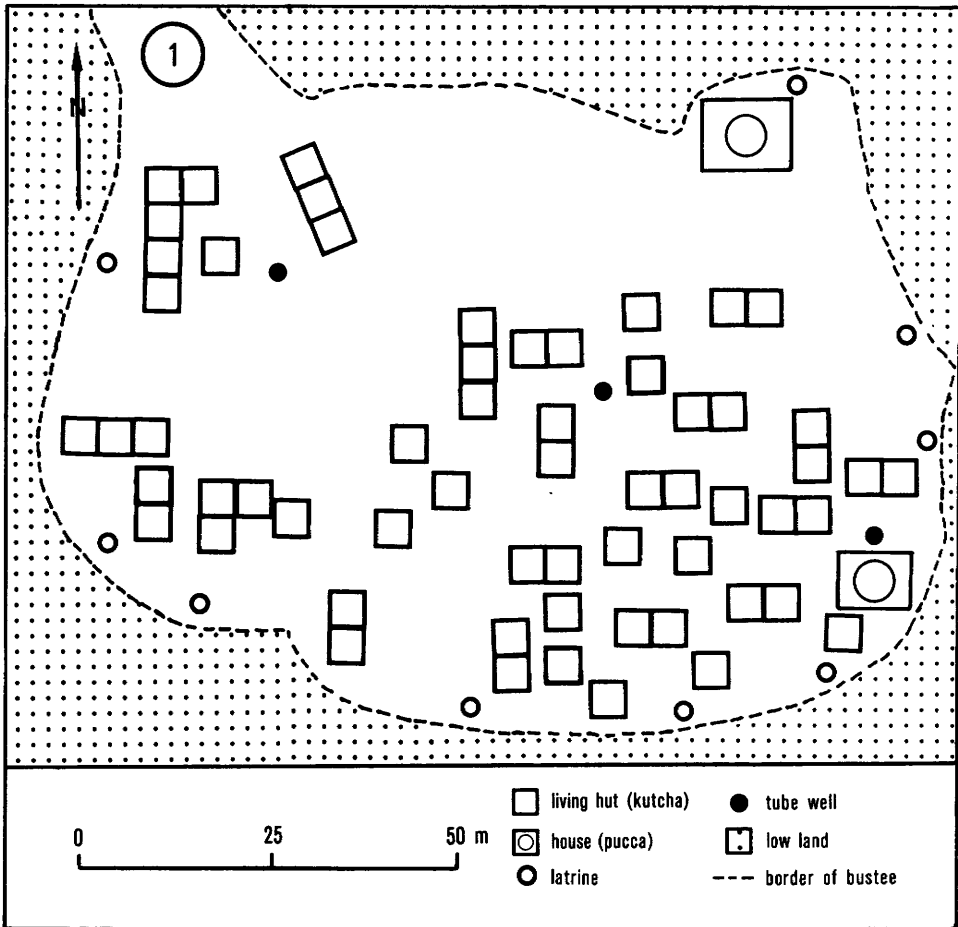 1
N
0 25 50 m
living hut (kutcha)
house (pucca)
latrine
tube well
low land
border of bustee